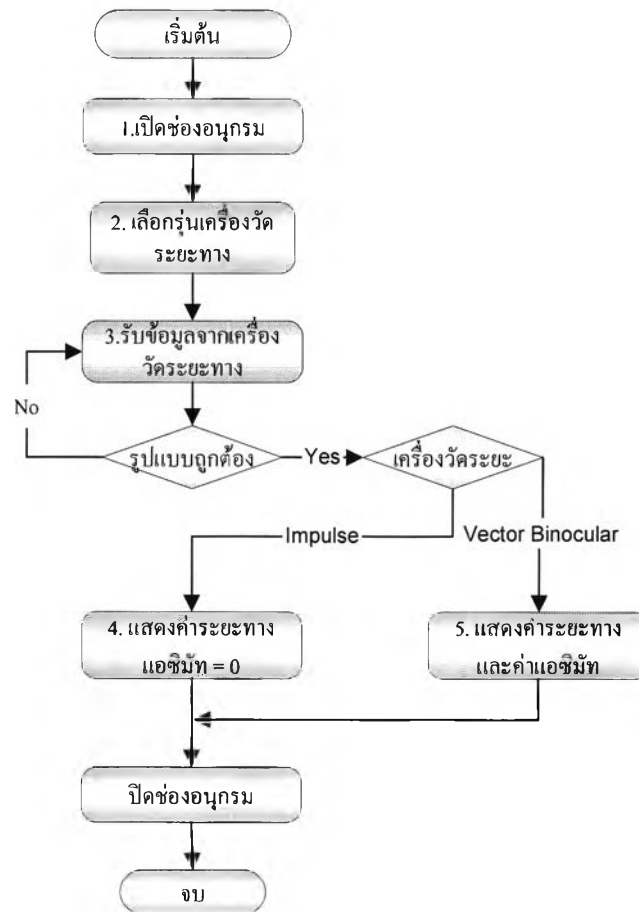 เริ่มต้น
1.เปิดช่องอนุกรม
2. เลือกรุ่นเครื่องวัด
ระยะทาง
3.รับข้อมูลจากเครื่อง
วัดระยะทาง
No
รูปแบบถูกต้อง
Yes
เครื่องวัดระยะ
Impulse
Vector Binocular
4. แสดงค่าระยะทาง
แอซิมัท = 0
5. แสดงค่าระยะทาง
และค่าแอซิมัท
ปิดช่องอนุกรม
จบ